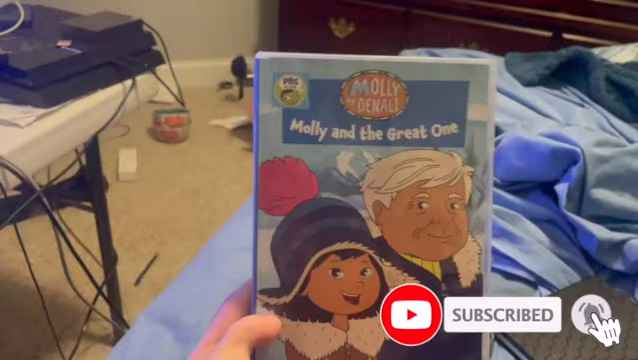 PBS
KIDS
MOLLY
OF DENALI
Molly and the Great One
SUBSCRIBED